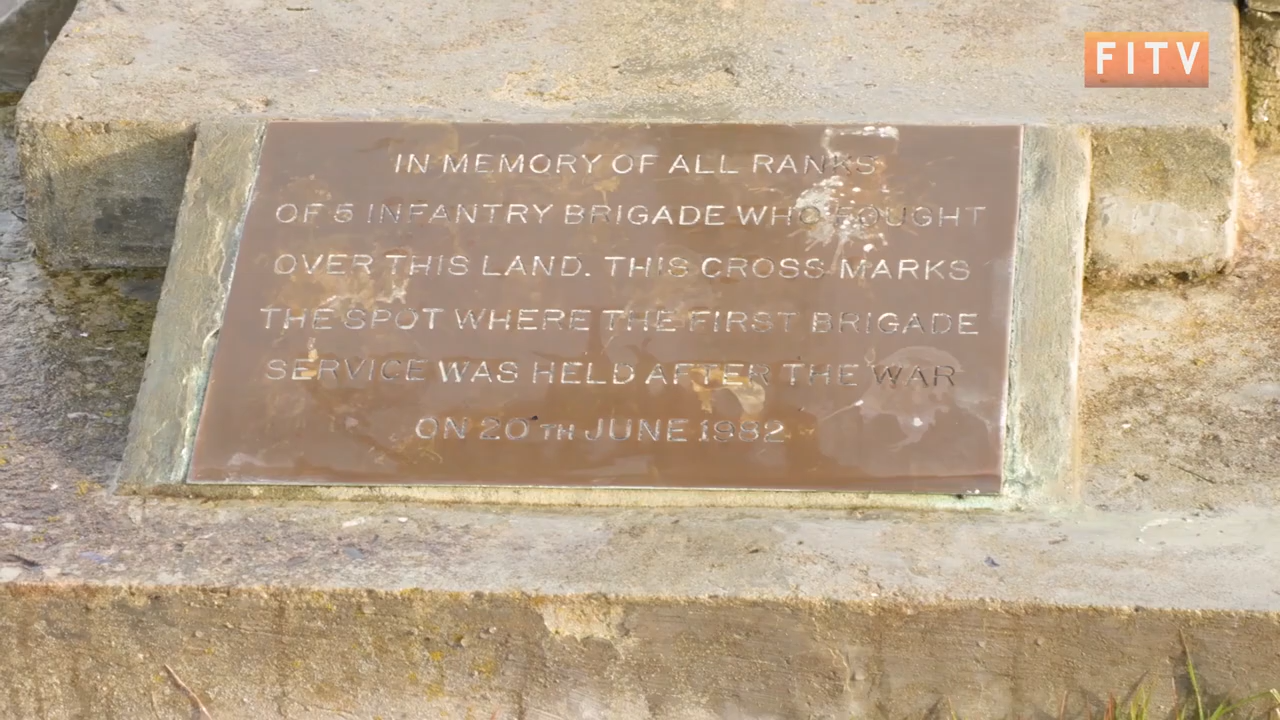 FITV
IN MEMORY OF ALL RANKS
OF 5 INFANTRY BRIGADE WHO FOUGHT
OVER THIS LAND. THIS CROSS MARKS
THE SPOT WHERE THE FIRST BRIGADE
SERVICE WAS HELD AFTER THE WAR
ON 20TH JUNE 1982